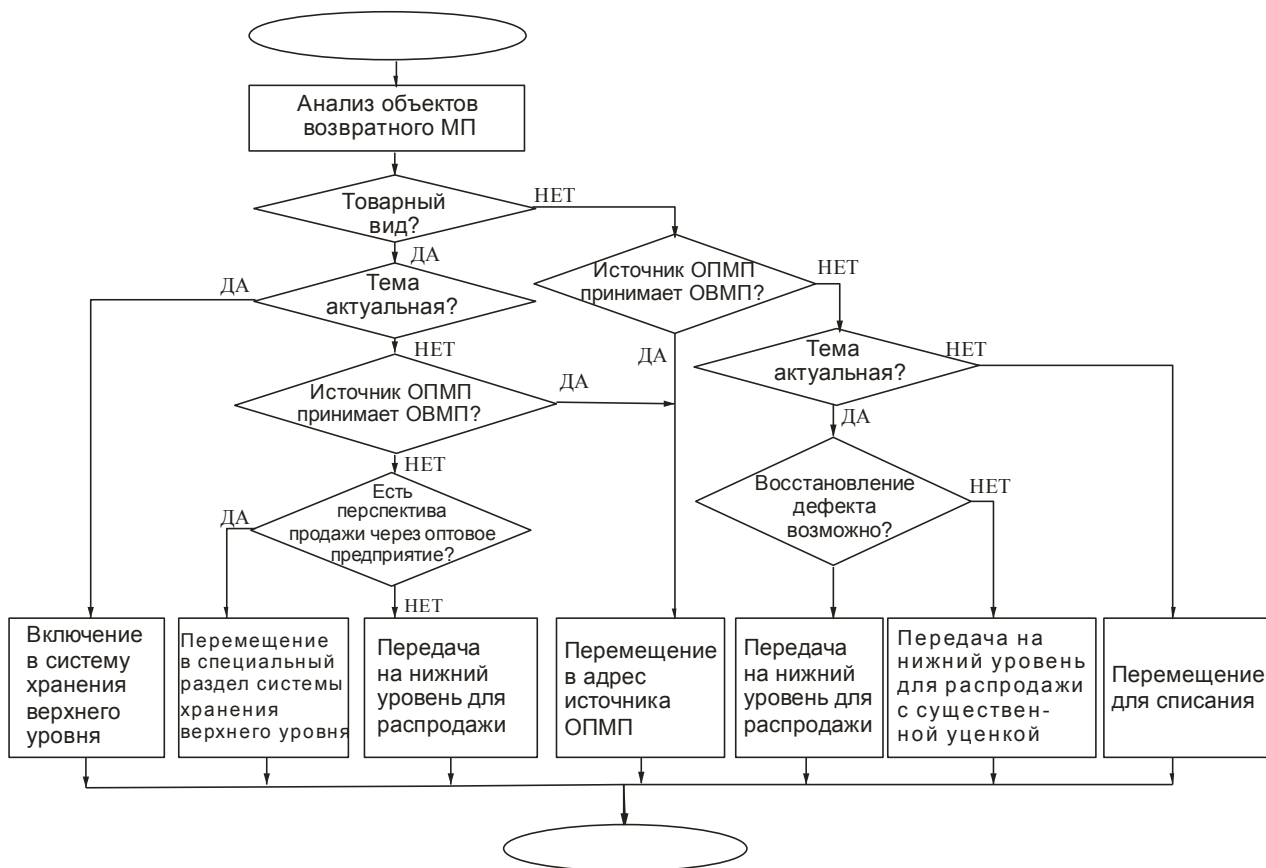 Анализ объектов
возвратного МП
Товарный
вид?
НЕТ
ДА
Источник ОПМП
принимает ОВМП?
НЕТ
ДА
Тема
актуальная?
ДА
НЕТ
Тема
актуальная?
НЕТ
ДА
Источник ОПМП
принимает ОВМП?
ДА
НЕТ
Восстановление
дефекта
возможно?
НЕТ
Есть
перспектива
продажи через оптовое
предприятие?
ДА
НЕТ
Включение
в систему
хранения
верхнего
уровня
Перемещение
в специальный
раздел системы
хранения
верхнего уровня
Передача
на нижний
уровень для
распродажи
Перемещение
в адрес
источника
ОПМП
Передача
на нижний
уровень для
распродажи
Передача на
нижний уровень
для распродажи
с существен-
ной уценкой
Перемещение
для списания